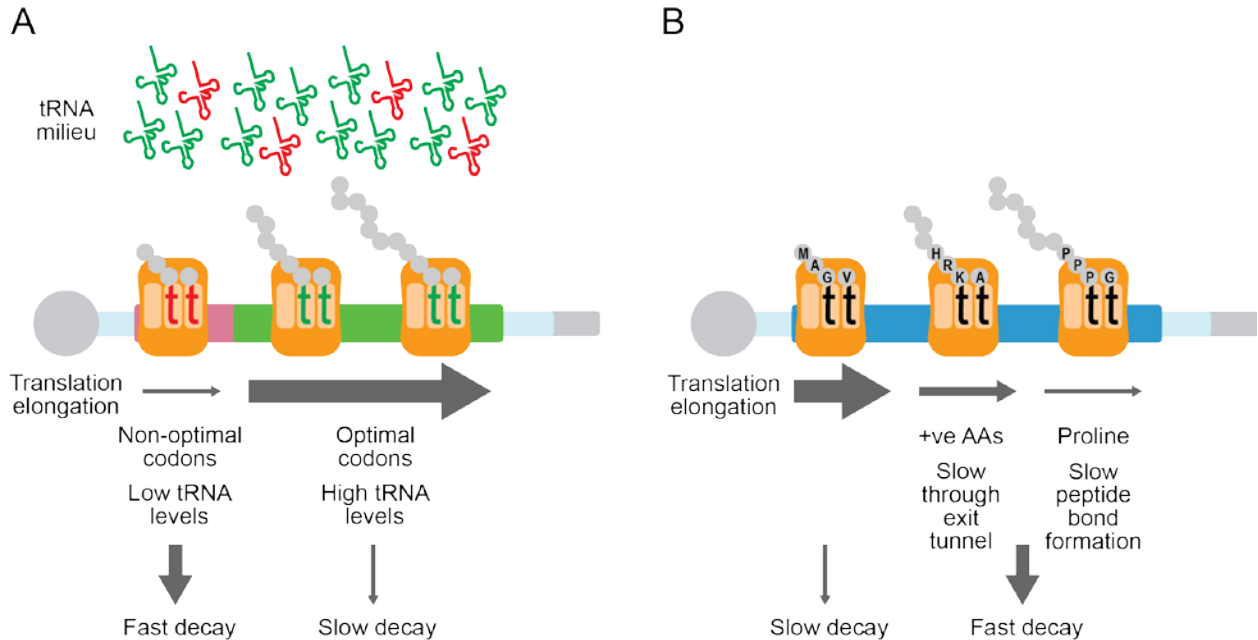 A
tRNA
milieu
t t
t t
t t
Translation
elongation
Non-optimal
codons
Optimal
codons
Low tRNA
levels
High tRNA
levels
Fast decay
Slow decay
B
M
A
G V
t t
H
R
K A
t t
P
P
P G
t t
Translation
elongation
+ve AAs
Proline
Slow
through
exit
tunnel
Slow
peptide
bond
formation
Slow decay
Fast decay